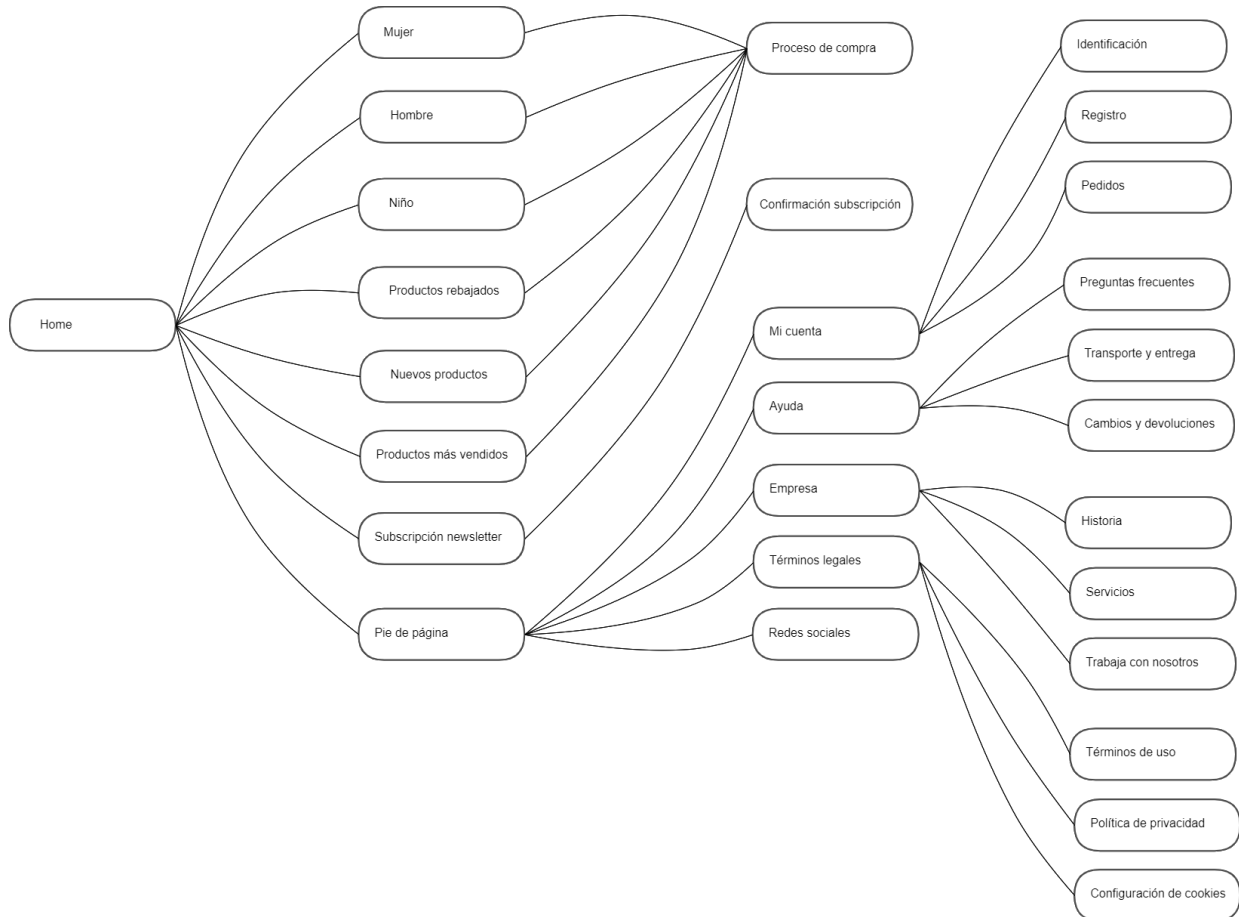 Home
Mujer
Hombre
Niño
Productos rebajados
Nuevos productos
Productos más vendidos
Subscripción newsletter
Pie de página
Proceso de compra
Confirmación subscripción
Mi cuenta
Ayuda
Empresa
Términos legales
Redes sociales
Identificación
Registro
Pedidos
Preguntas frecuentes
Transporte y entrega
Cambios y devoluciones
Historia
Servicios
Trabaja con nosotros
Términos de uso
Política de privacidad
Configuración de cookies